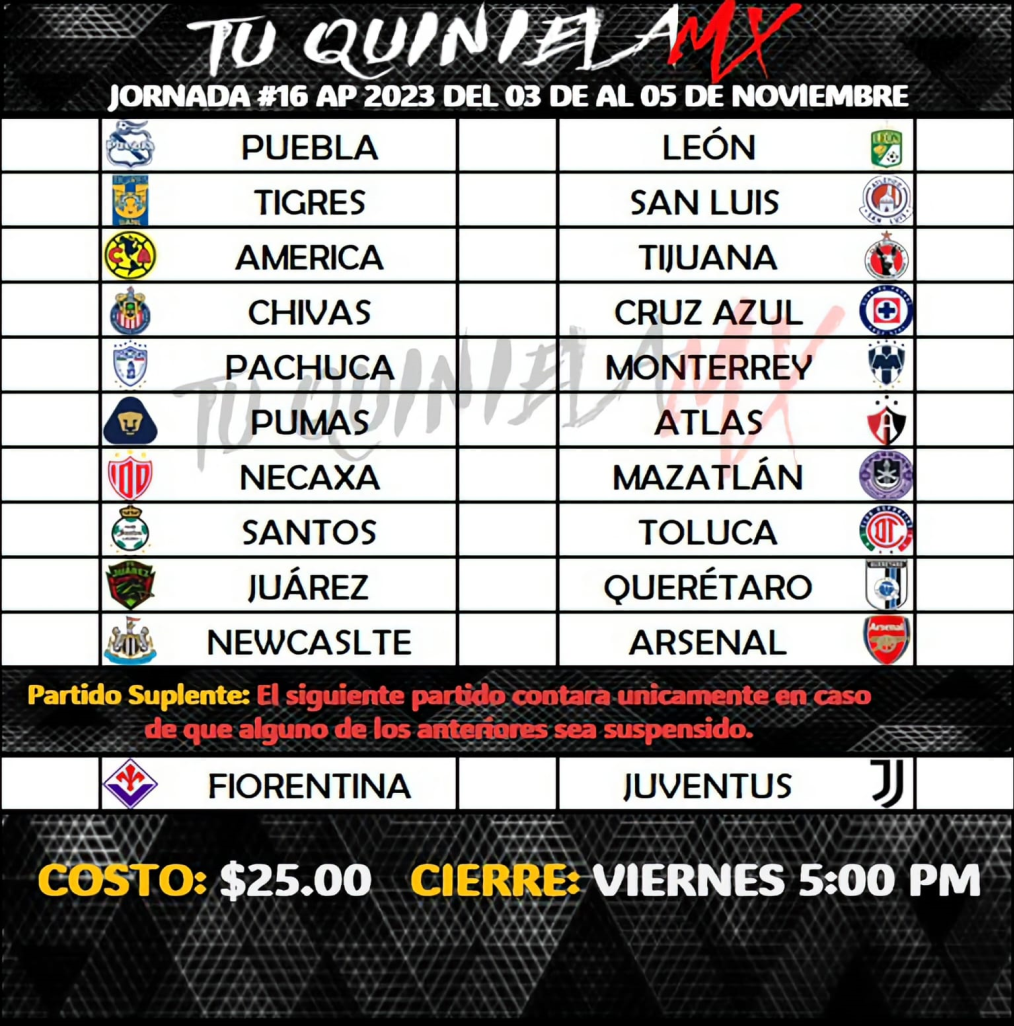 TU QUINIELAMX
JORNADA #16 AP 2023 DEL 03 DE AL 05 DE NOVIEMBRE
PUEBLA LEÓN
TIGRES SAN LUIS
AMERICA TIJUANA
CHIVAS CRUZ AZUL
PACHUCA MONTERREY
TU QUINIELAMX
PUMAS ATLAS
NECAXA MAZATLÁN
SANTOS TOLUCA
JUÁREZ QUERÉTARO
NEWCASLTE ARSENAL
Partido Suplente: El siguiente partido contara unicamente en caso
de que alguno de los anteriores sea suspensido.
FIORENTINA JUVENTUS
COSTO: $25.00 CIERRE: VIERNES 5:00 PM